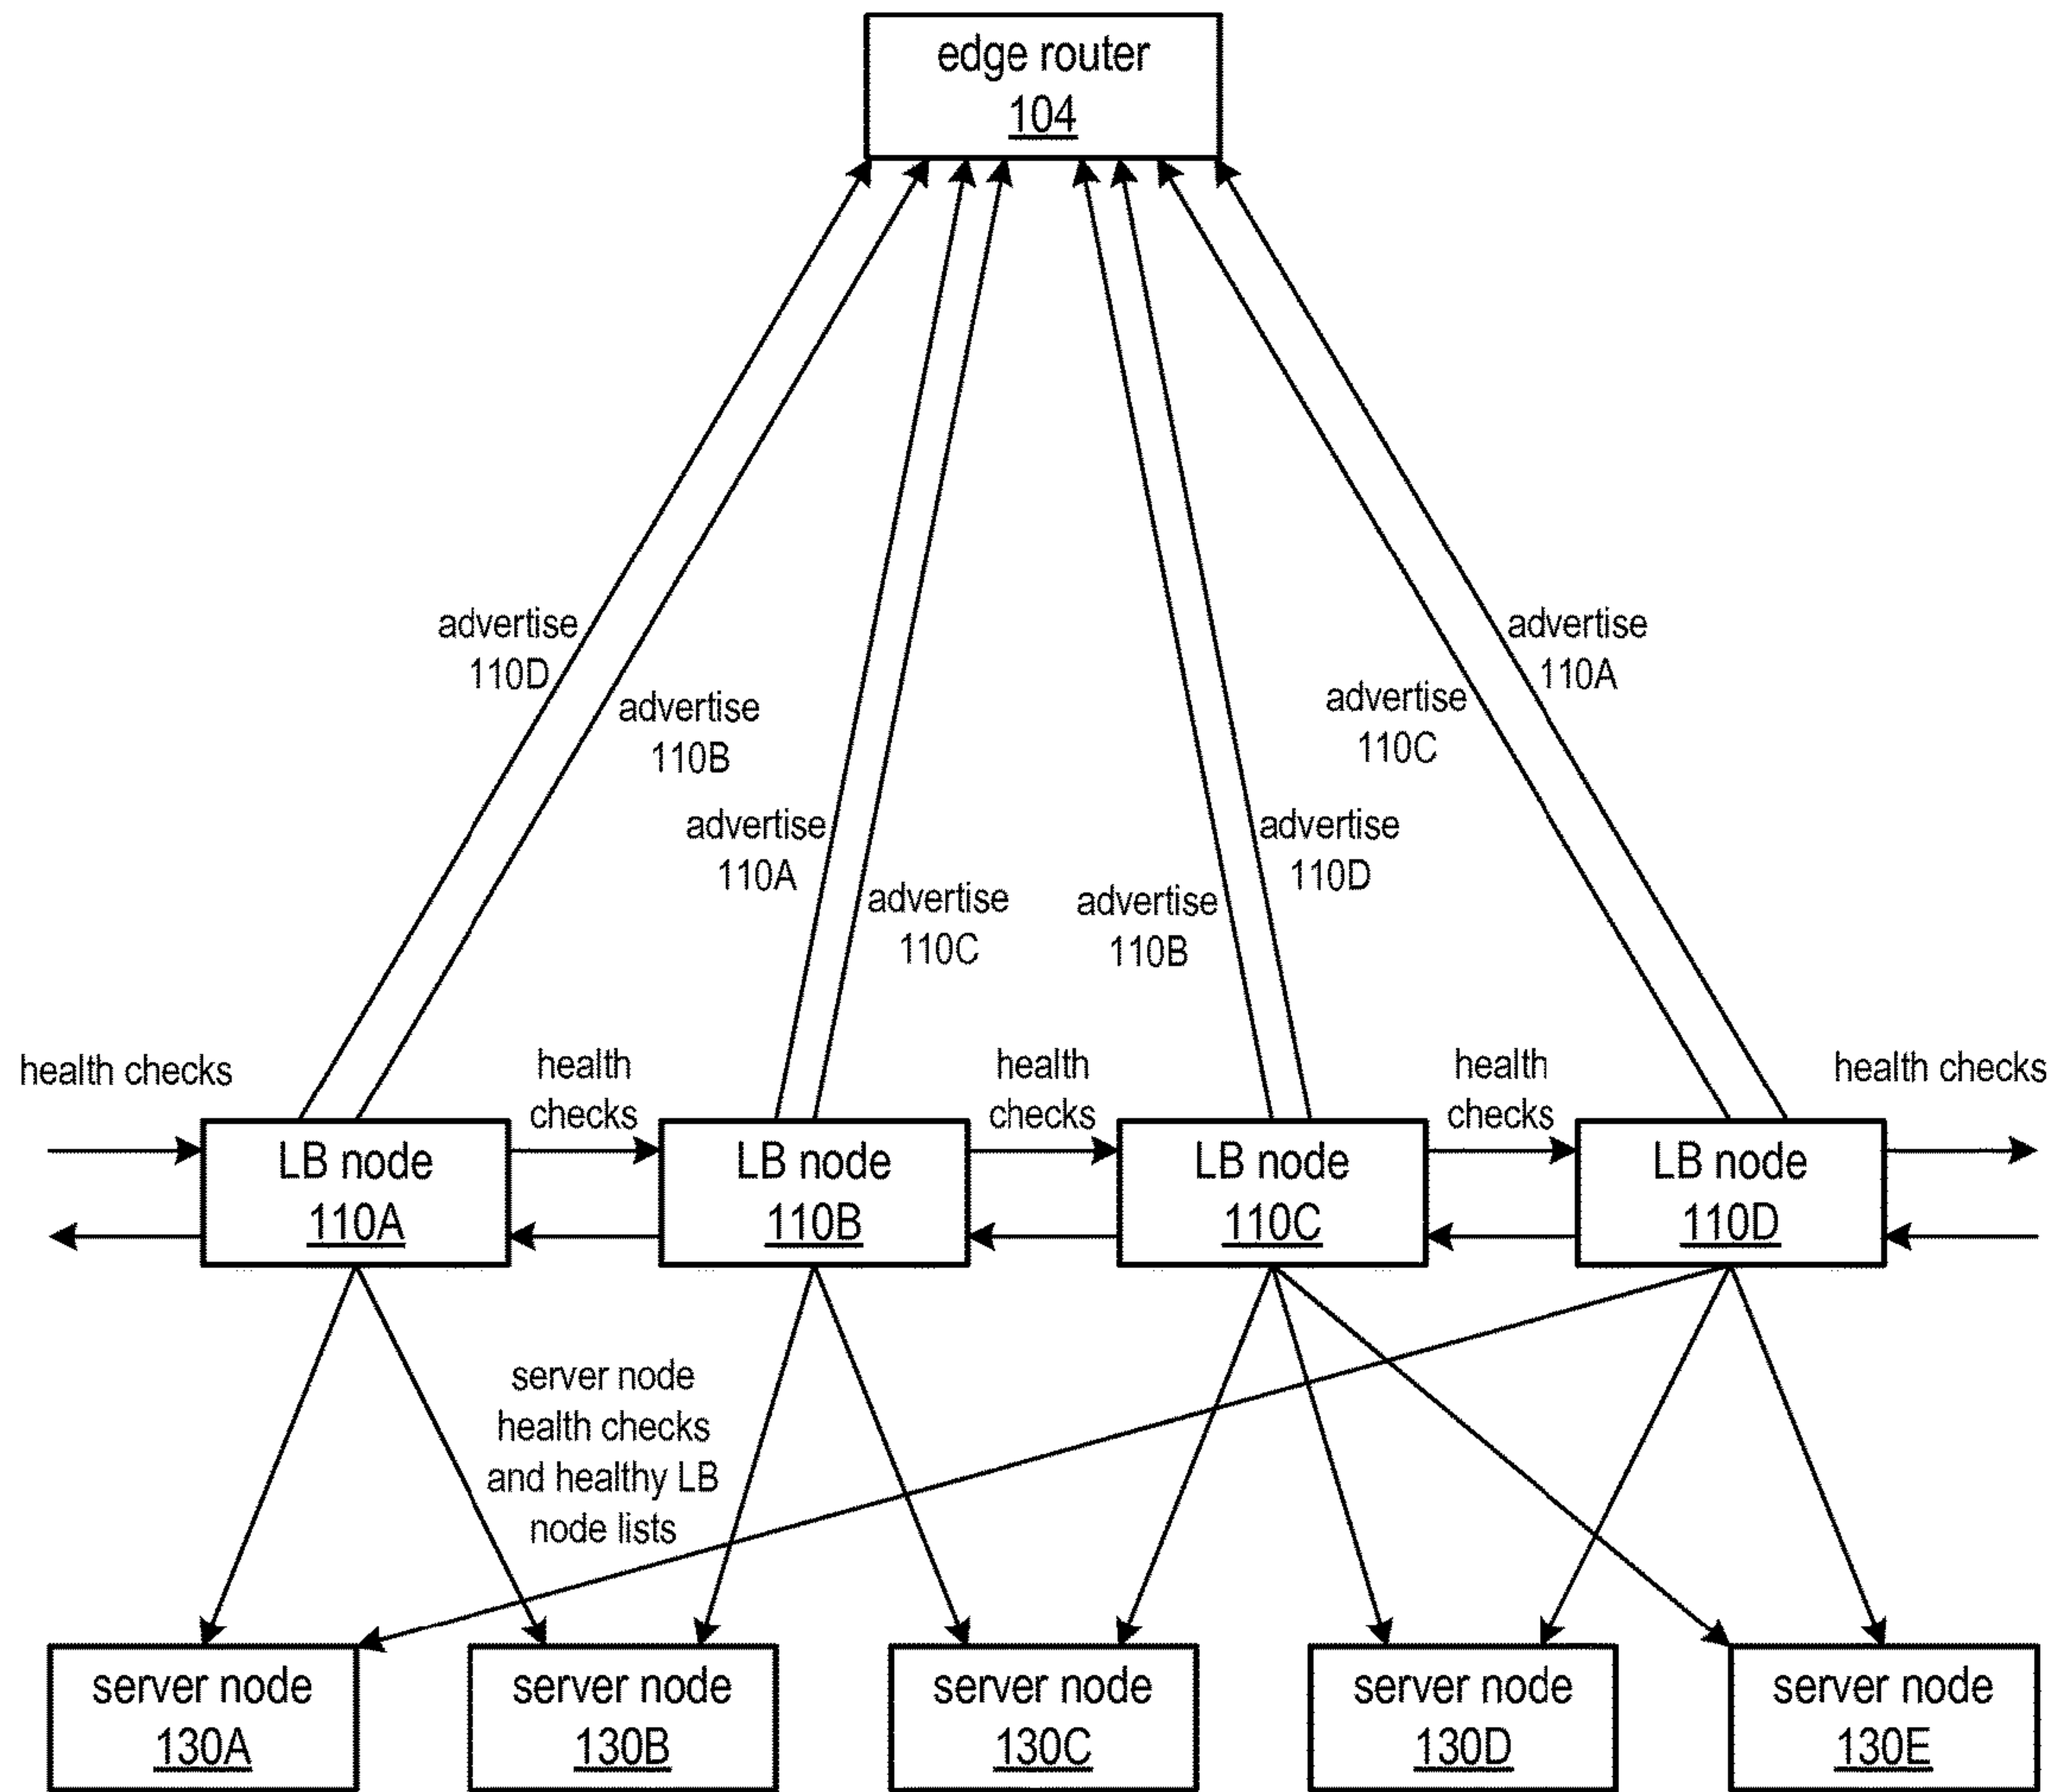 edge router
104
advertise
110D
advertise
110B
advertise
110A
advertise
110C
advertise
110B
advertise
110D
advertise
110C
advertise
110A
health checks
health
checks
health
checks
health
checks
health checks
LB node
110A
LB node
110B
LB node
110C
LB node
110D
server node
health checks
and healthy LB
node lists
server node
130A
server node
130B
server node
130C
server node
130D
server node
130E